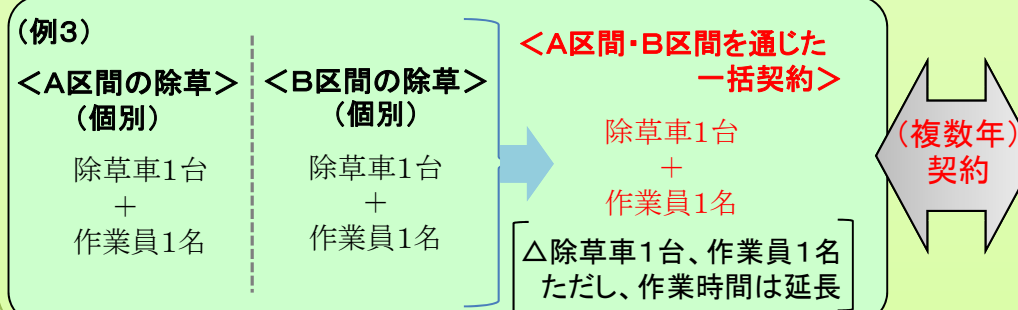 (例3)
<A区間の除草>
(個別)
除草車1台
+
作業員1名
<B区間の除草>
(個別)
除草車1台
+
作業員1名
<A区間・B区間を通じた
一括契約>
除草車1台
+
作業員1名
△除草車1台、作業員1名
ただし、作業時間は延長
(複数年)
契約